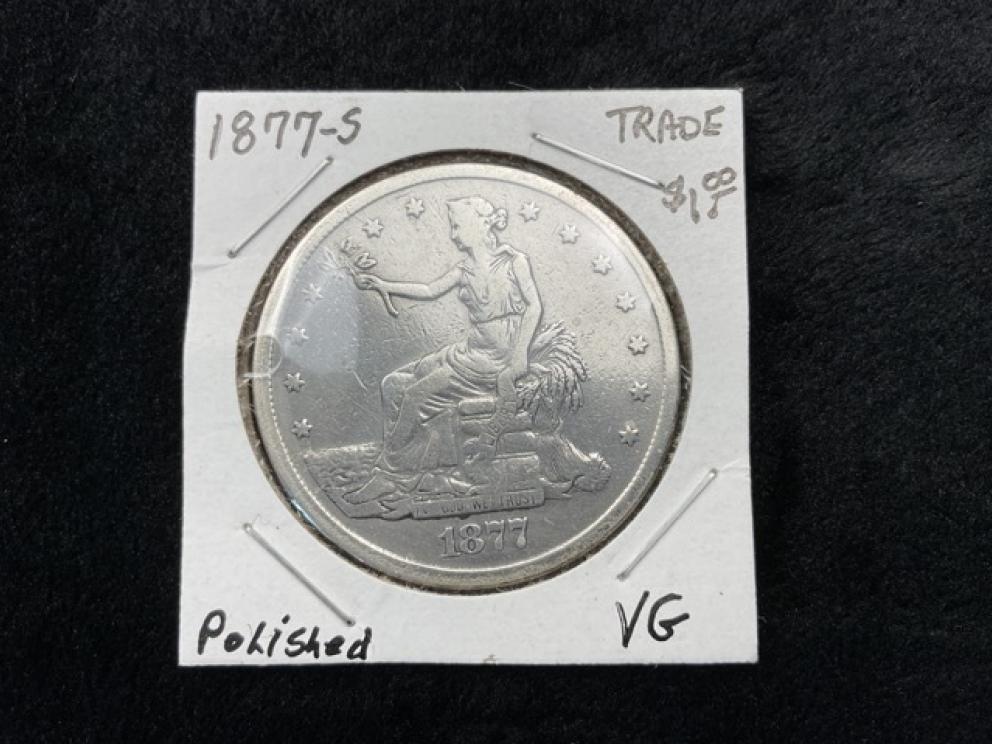 1877-S
TRADE
$1.00
IN GOD WE TRUST
1877
Polished
VG